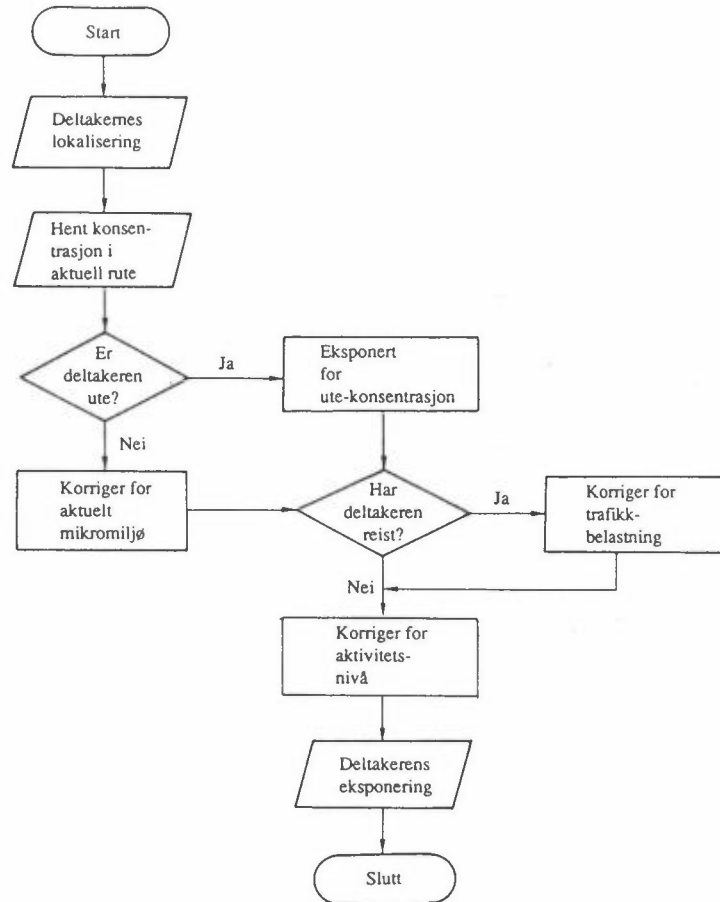 Start
Deltakernes
lokalisering
Hent konsen-
trasjon i
aktuell rute
Er
deltakeren
ute?
Ja
Eksponert
for
ute-konsentrasjon
Nei
Korriger for
aktuelt
mikromiljø
Har
deltakeren
reist?
Ja
Korriger for
trafikk-
belastning
Nei
Korriger for
aktivitets-
nivå
Deltakerens
eksponering
Slutt